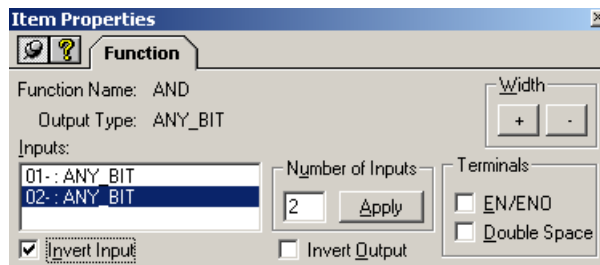 Item Properties
Function
Function Name: AND
Output Type: ANY_BIT
Width
+ -
Inputs:
01- : ANY_BIT
02- : ANY_BIT
Number of Inputs
2 Apply
Terminals
EN/ENO
Double Space
Invert Input
Invert Output